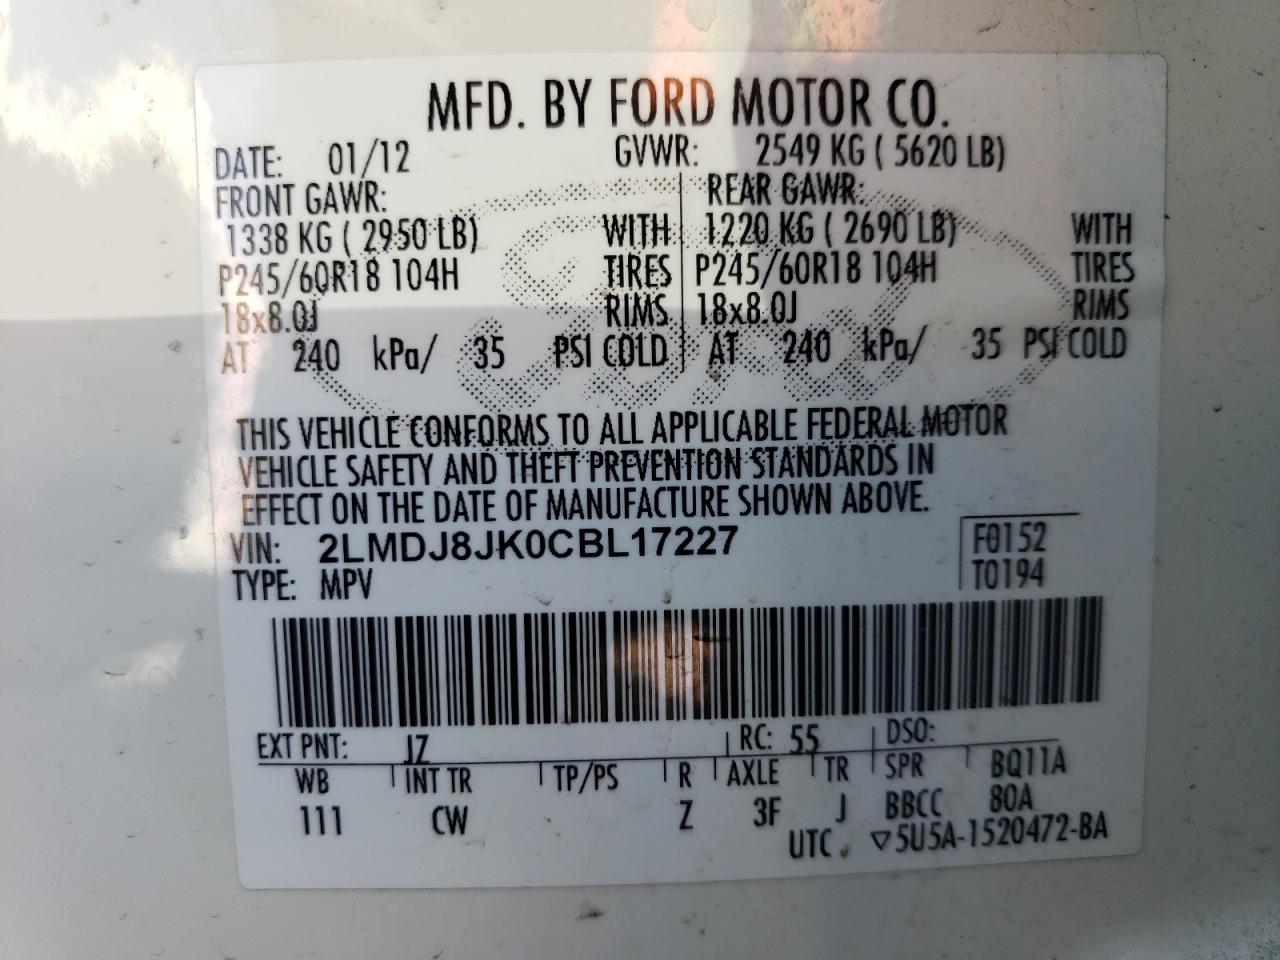 MFD. BY FORD MOTOR CO.
DATE: 01/12 GVWR: 2549 KG ( 5620 LB)
FRONT GAWR: REAR GAWR:
1338 KG ( 2950 LB) WITH 1220 KG ( 2690 LB) WITH
P245/60R18 104H TIRES P245/60R18 104H TIRES
18x8.0J RIMS 18x8.0J RIMS
AT 240 kPa/ 35 PSI COLD AT 240 kPa/ 35 PSI COLD
THIS VEHICLE CONFORMS TO ALL APPLICABLE FEDERAL MOTOR
VEHICLE SAFETY AND THEFT PREVENTION STANDARDS IN
EFFECT ON THE DATE OF MANUFACTURE SHOWN ABOVE.
VIN: 2LMDJ8JK0CBL17227 F0152
TYPE: MPV T0194
EXT PNT: JZ RC: 55 DSO:
WB INT TR TP/PS R AXLE TR SPR BQ11A
111 CW Z 3F J BBCC 80A
UTC ▽5U5A-1520472-BA